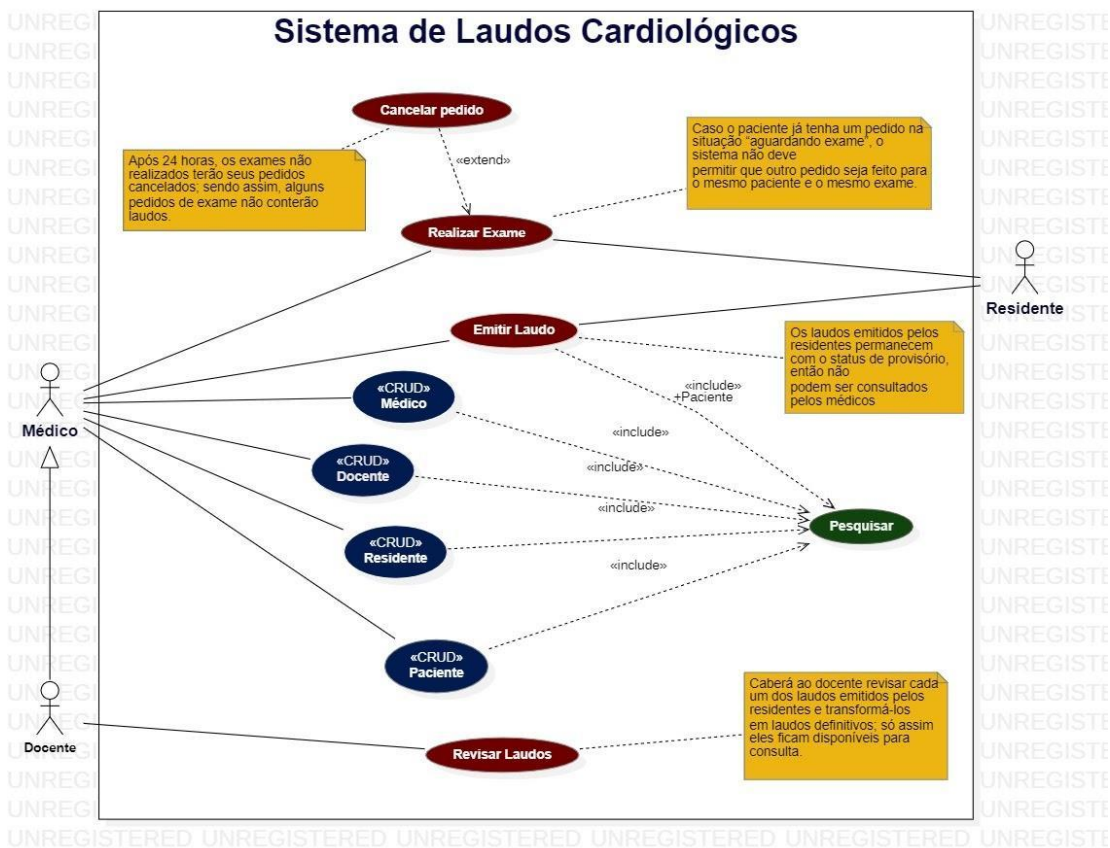 Sistema de Laudos Cardiológicos
Cancelar pedido
«extend»
Após 24 horas, os exames não
realizados terão seus pedidos
cancelados; sendo assim, alguns
pedidos de exame não conterão
laudos.
Caso o paciente já tenha um pedido na
situação "aguardando exame", o
sistema não deve
permitir que outro pedido seja feito para
o mesmo paciente e o mesmo exame.
Realizar Exame
Residente
Emitir Laudo
Os laudos emitidos pelos
residentes permanecem
com o status de provisório,
então não
podem ser consultados
pelos médicos
«include»
+Paciente
Médico
«CRUD»
Médico
«include»
«CRUD»
Docente
«include»
«include»
Pesquisar
«CRUD»
Residente
«include»
«CRUD»
Paciente
Docente
Revisar Laudos
Caberá ao docente revisar cada
um dos laudos emitidos pelos
residentes e transformá-los
em laudos definitivos; só assim
eles ficam disponíveis para
consulta.
UNREGISTERED UNREGISTERED UNREGISTERED UNREGISTERED UNREGISTERED UNREGISTE